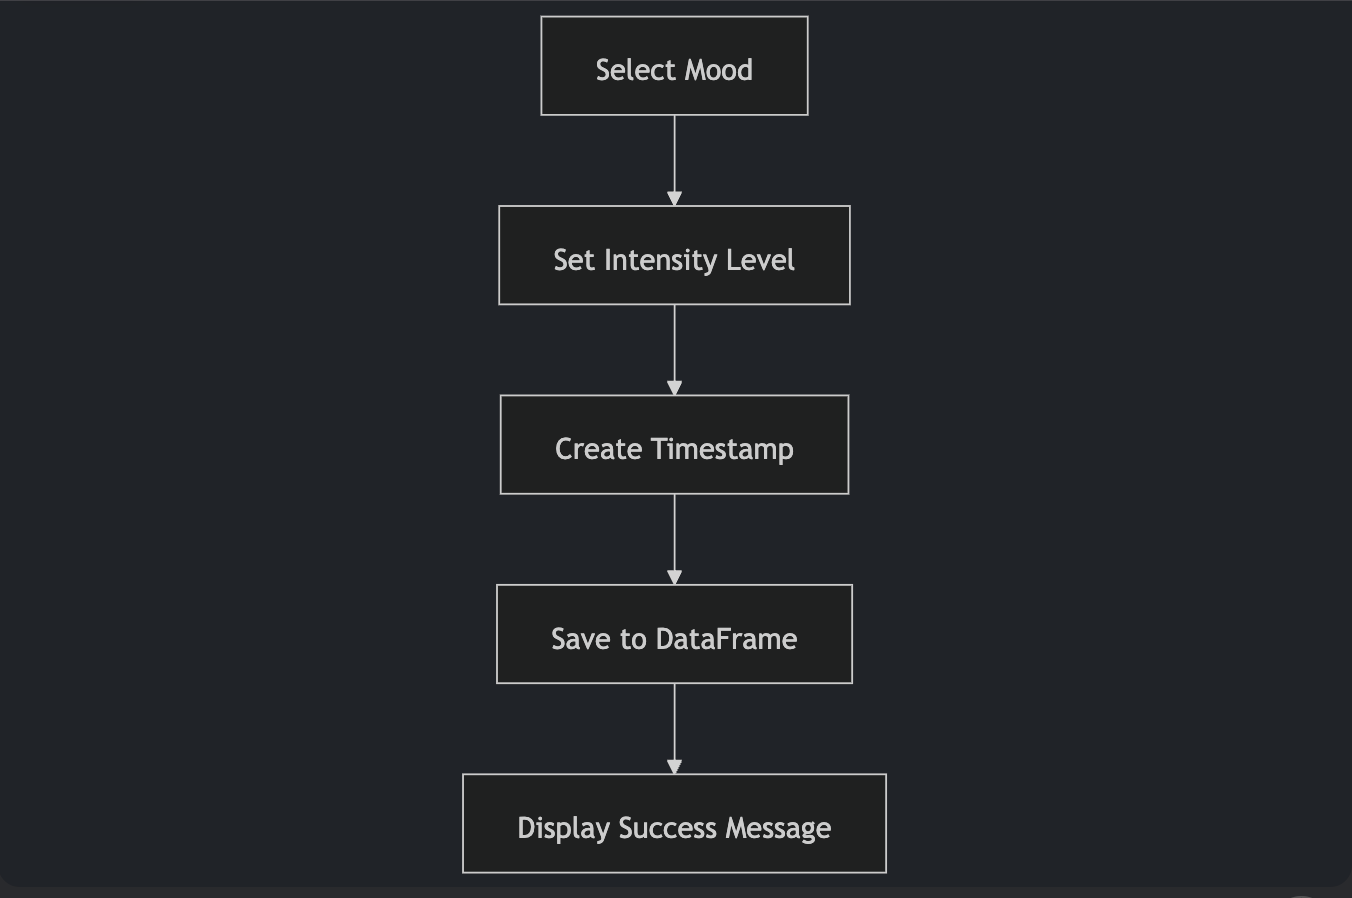 Select Mood
Set Intensity Level
Create Timestamp
Save to DataFrame
Display Success Message